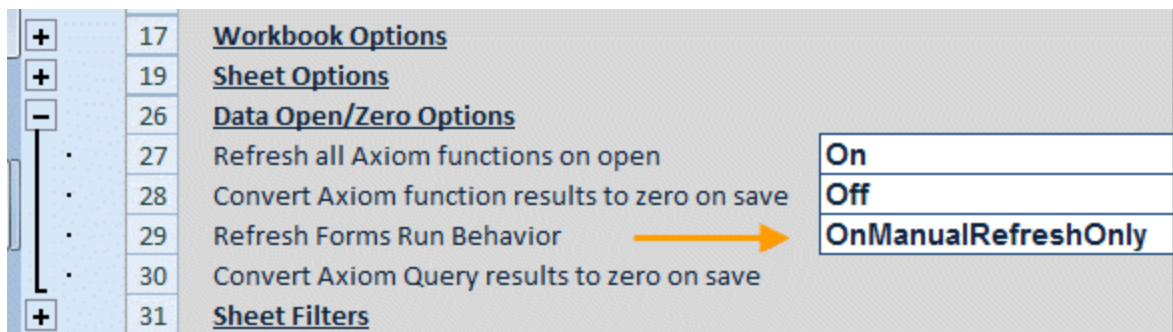 17 Workbook Options
19 Sheet Options
26 Data Open/Zero Options
27 Refresh all Axiom functions on open On
28 Convert Axiom function results to zero on save Off
29 Refresh Forms Run Behavior OnManualRefreshOnly
30 Convert Axiom Query results to zero on save
31 Sheet Filters